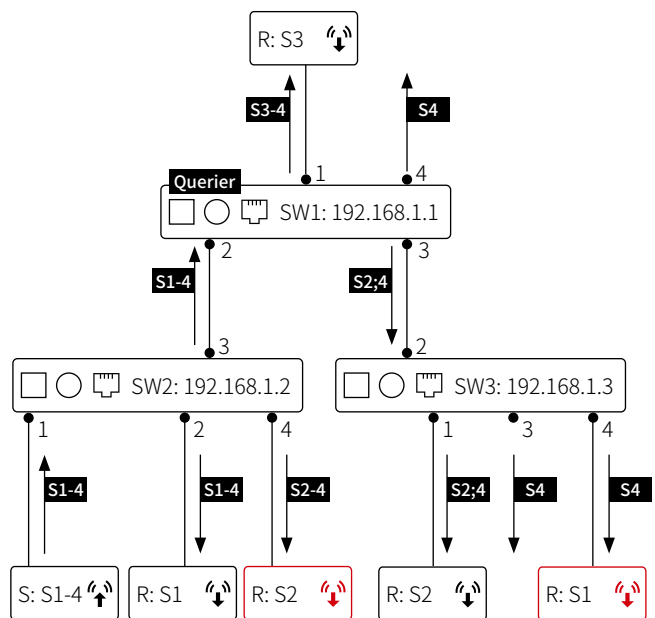 R: S3
S3-4
S4
Querier
1
4
SW1: 192.168.1.1
2
3
S1-4
S2;4
3
2
SW2: 192.168.1.2
SW3: 192.168.1.3
1
2
4
1
3
4
S1-4
S1-4
S2-4
S2;4
S4
S4
S: S1-4
R: S1
R: S2
R: S2
R: S1